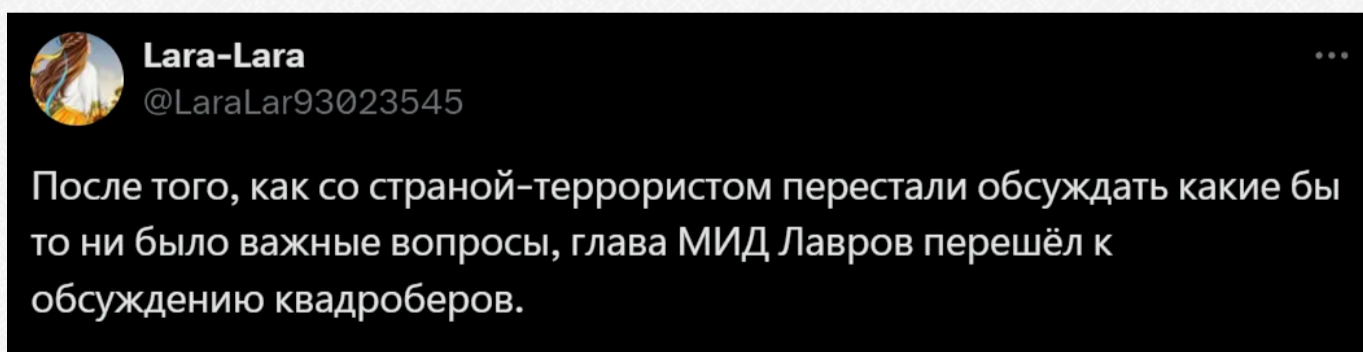 Lara-Lara
@LaraLar93023545
После того, как со страной-террористом перестали обсуждать какие бы
то ни было важные вопросы, глава МИД Лавров перешёл к
обсуждению квадроберов.